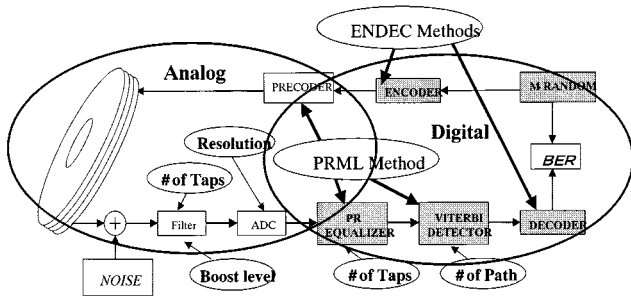 ENDEC Methods
Analog
PRECODER
ENCODER
M RANDOM
Digital
Resolution
PRML Method
BER
# of Taps
+
Filter
ADC
PR
EQUALIZER
VITERBI
DETECTOR
DECODER
NOISE
Boost level
# of Taps
# of Path